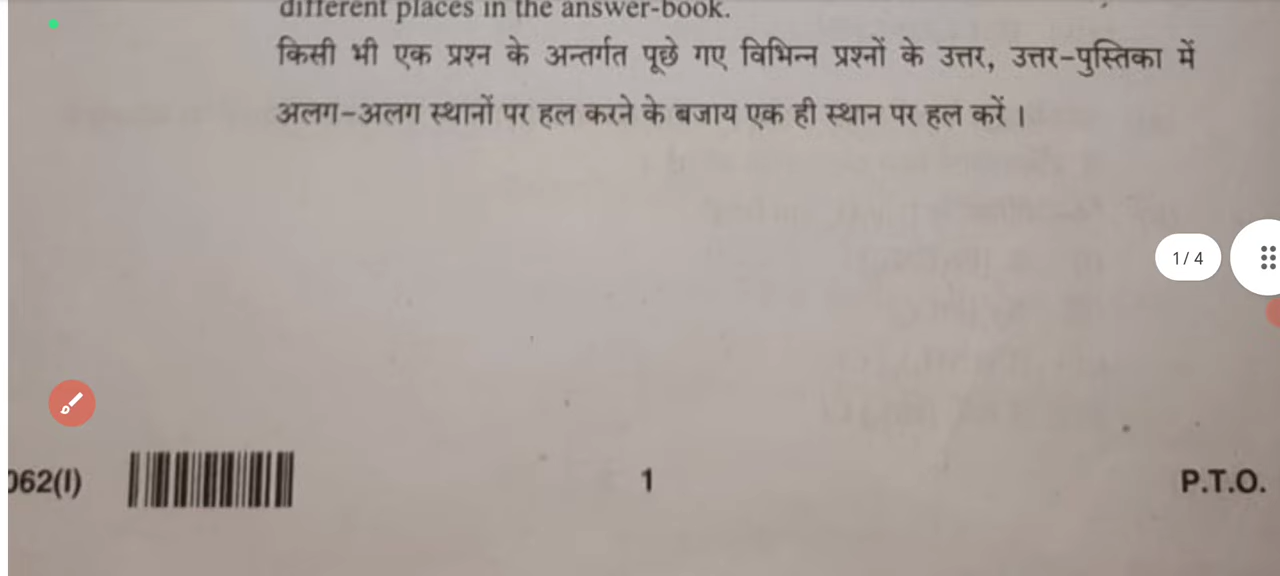 different places in the answer-book.
किसी भी एक प्रश्न के अन्तर्गत पूछे गए विभिन्न प्रश्नों के उत्तर, उत्तर-पुस्तिका में
अलग-अलग स्थानों पर हल करने के बजाय एक ही स्थान पर हल करें ।
1 / 4
062(I)
1
P.T.O.